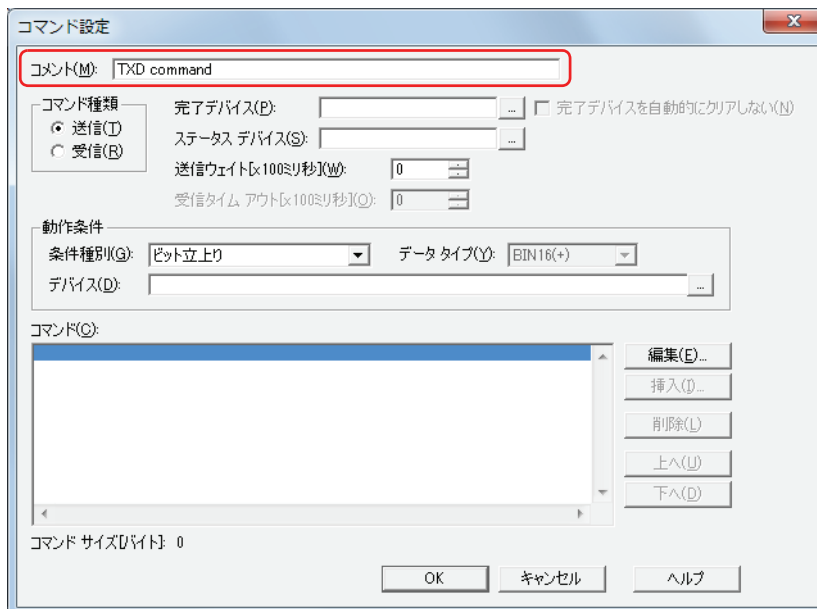 コマンド設定
コメント(M): TXD command
コマンド種類
送信(T)
受信(R)
完了デバイス(P): ... 完了デバイスを自動的にクリアしない(N)
ステータス デバイス(S): ...
送信ウェイト[x100ミリ秒](W): 0
受信タイム アウト[x100ミリ秒](O): 0
動作条件
条件種別(G): ビット立上り データ タイプ(Y): BIN16(+)
デバイス(D): ...
コマンド(C):
編集(E)...
挿入(I)...
削除(L)
上へ(U)
下へ(D)
コマンド サイズ[バイト]: 0
OK キャンセル ヘルプ